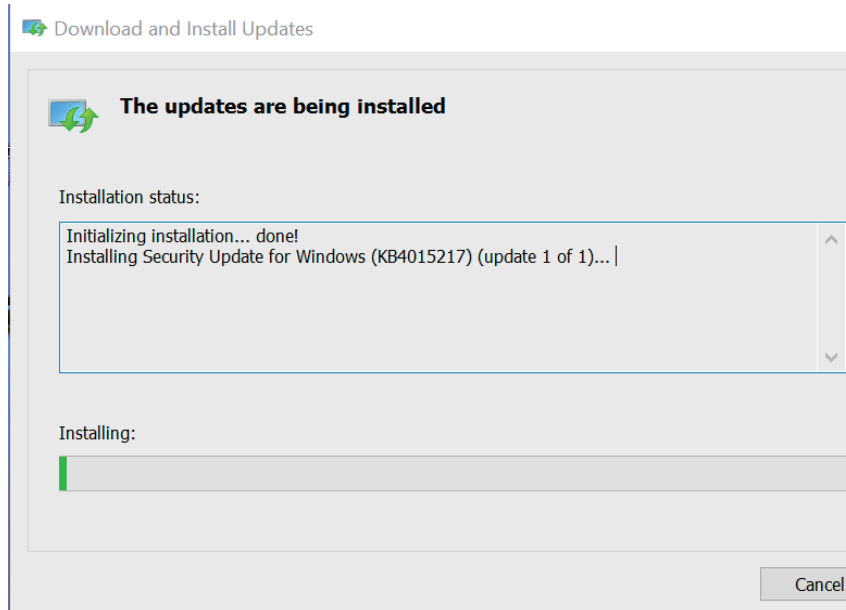 Download and Install Updates
The updates are being installed
Installation status:
Initializing installation... done!
Installing Security Update for Windows (KB4015217) (update 1 of 1)...
Installing:
Cancel